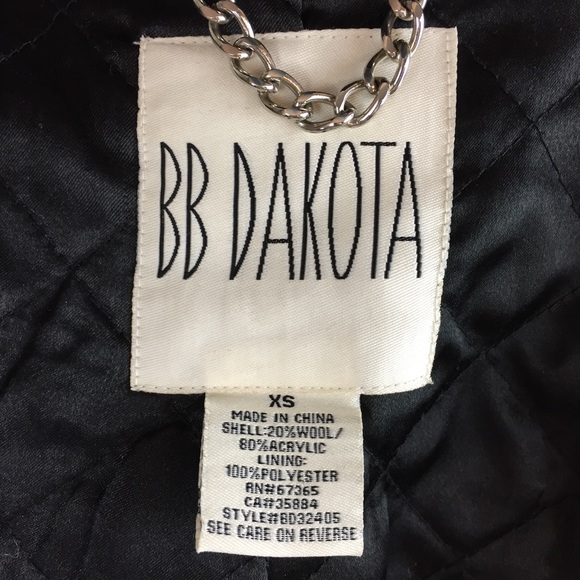 BB DAKOTA
XS
MADE IN CHINA
SHELL:20%WOOL/
80%ACRYLIC
LINING:
100%POLYESTER
RN#67365
CA#35884
STYLE#BD32405
SEE CARE ON REVERSE